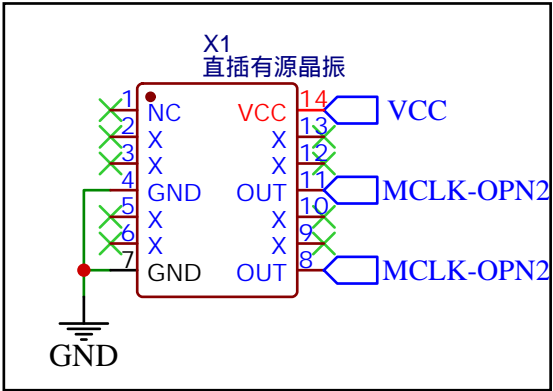 X1
直插有源晶振
1 NC VCC 14 VCC
2 X X 13
3 X X 12
4 GND OUT 11 MCLK-OPN2
5 X X 10
6 X X 9
7 GND OUT 8 MCLK-OPN2
GND